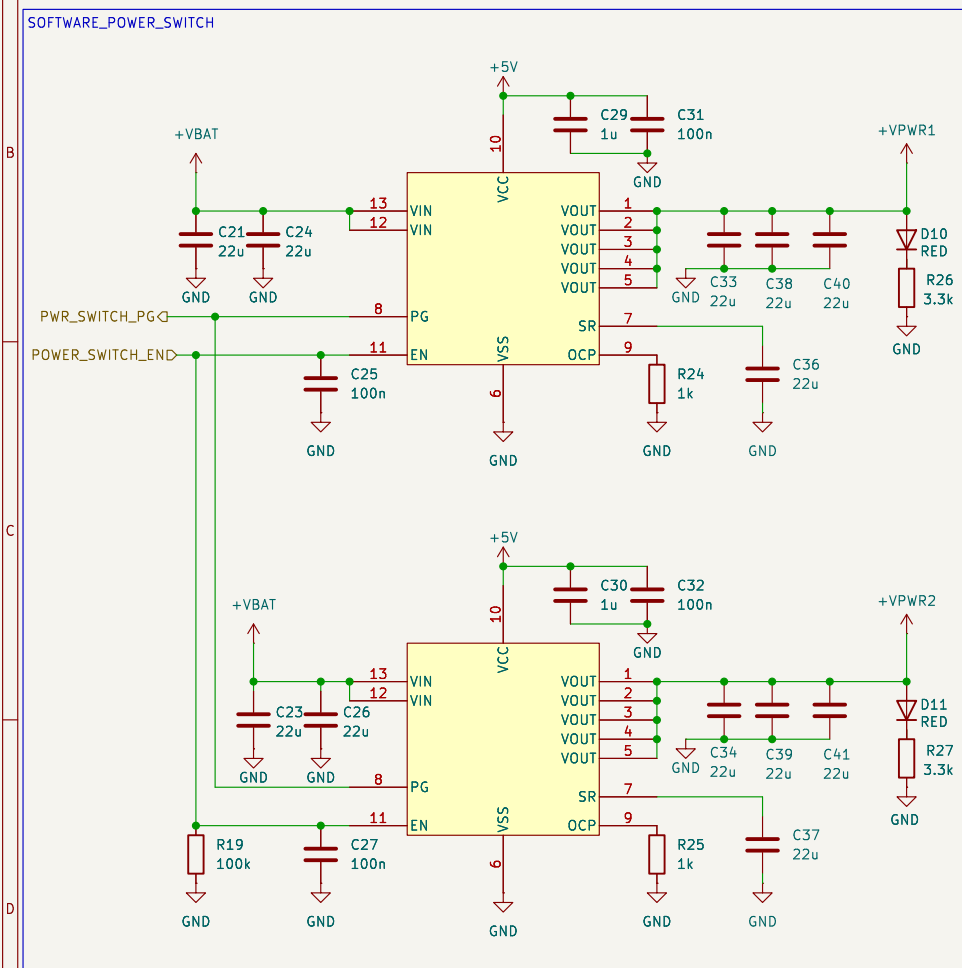 SOFTWARE_POWER_SWITCH
+5V
C29
1u
C31
100n
GND
+VBAT
+VPWR1
B
10
VCC
13
VIN
12
VIN
C21
22u
C24
22u
GND
GND
VOUT
1
VOUT
2
VOUT
3
VOUT
4
VOUT
5
GND
C33
22u
C38
22u
C40
22u
D10
RED
R26
3.3k
GND
PWR_SWITCH_PG
8
PG
POWER_SWITCH_EN
11
EN
C25
100n
GND
VSS
6
GND
SR
7
OCP
9
R24
1k
GND
C36
22u
GND
C
+5V
C30
1u
C32
100n
GND
+VBAT
+VPWR2
10
VCC
13
VIN
12
VIN
C23
22u
C26
22u
GND
GND
VOUT
1
VOUT
2
VOUT
3
VOUT
4
VOUT
5
GND
C34
22u
C39
22u
C41
22u
D11
RED
R27
3.3k
GND
8
PG
11
EN
R19
100k
GND
C27
100n
GND
VSS
6
GND
SR
7
OCP
9
R25
1k
GND
C37
22u
GND
D